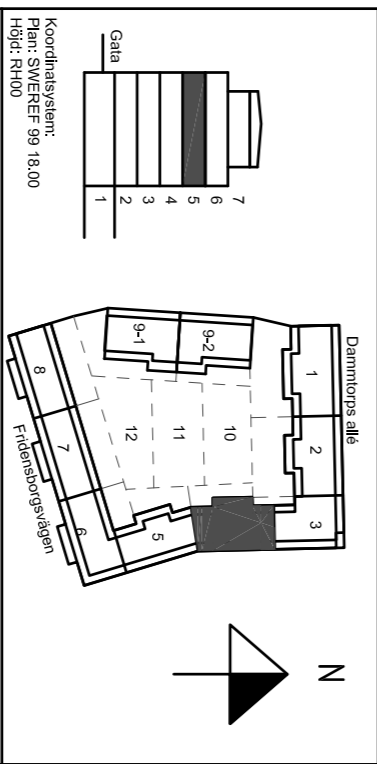 Koordinatsystem:
Plan: SWEREF 99 18.00
Höjd: RH00
Gata
1
2
3
4
5
6
7
Dammtorps allé
1
2
3
9-1
9-2
10
11
12
5
6
7
8
Fridensborgsvägen
N